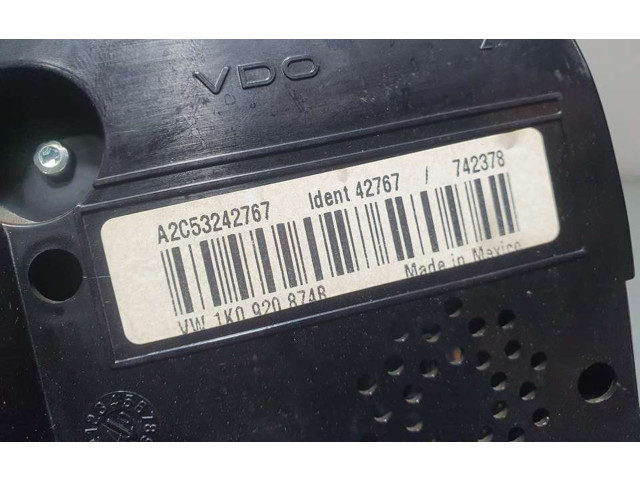 VDO
A2C53242767 Ident 42767 / 742378
VW 1K0 920 874B Made in Mexico